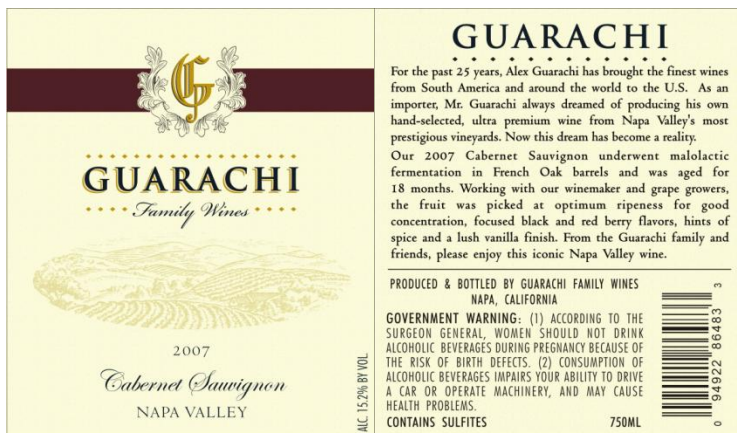 G
GUARACHI
Family Wines
2007
Cabernet Sauvignon
NAPA VALLEY
ALC. 15.2% BY VOL.
GUARACHI
For the past 25 years, Alex Guarachi has brought the finest wines
from South America and around the world to the U.S. As an
importer, Mr. Guarachi always dreamed of producing his own
hand-selected, ultra premium wine from Napa Valley's most
prestigious vineyards. Now this dream has become a reality.
Our 2007 Cabernet Sauvignon underwent malolactic
fermentation in French Oak barrels and was aged for
18 months. Working with our winemaker and grape growers,
the fruit was picked at optimum ripeness for good
concentration, focused black and red berry flavors, hints of
spice and a lush vanilla finish. From the Guarachi family and
friends, please enjoy this iconic Napa Valley wine.
PRODUCED & BOTTLED BY GUARACHI FAMILY WINES
NAPA, CALIFORNIA
GOVERNMENT WARNING: (1) ACCORDING TO THE
SURGEON GENERAL, WOMEN SHOULD NOT DRINK
ALCOHOLIC BEVERAGES DURING PREGNANCY BECAUSE OF
THE RISK OF BIRTH DEFECTS. (2) CONSUMPTION OF
ALCOHOLIC BEVERAGES IMPAIRS YOUR ABILITY TO DRIVE
A CAR OR OPERATE MACHINERY, AND MAY CAUSE
HEALTH PROBLEMS.
CONTAINS SULFITES 750ML
0 94922 86483 3